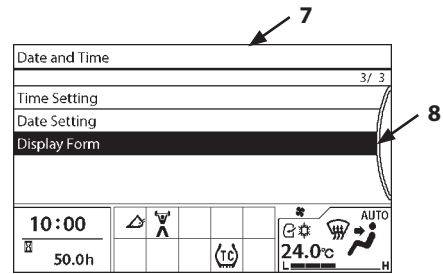 7
Date and Time
3/ 3
Time Setting
8
Date Setting
Display Form
10:00
AUTO
50.0h
TC
24.0℃
L H